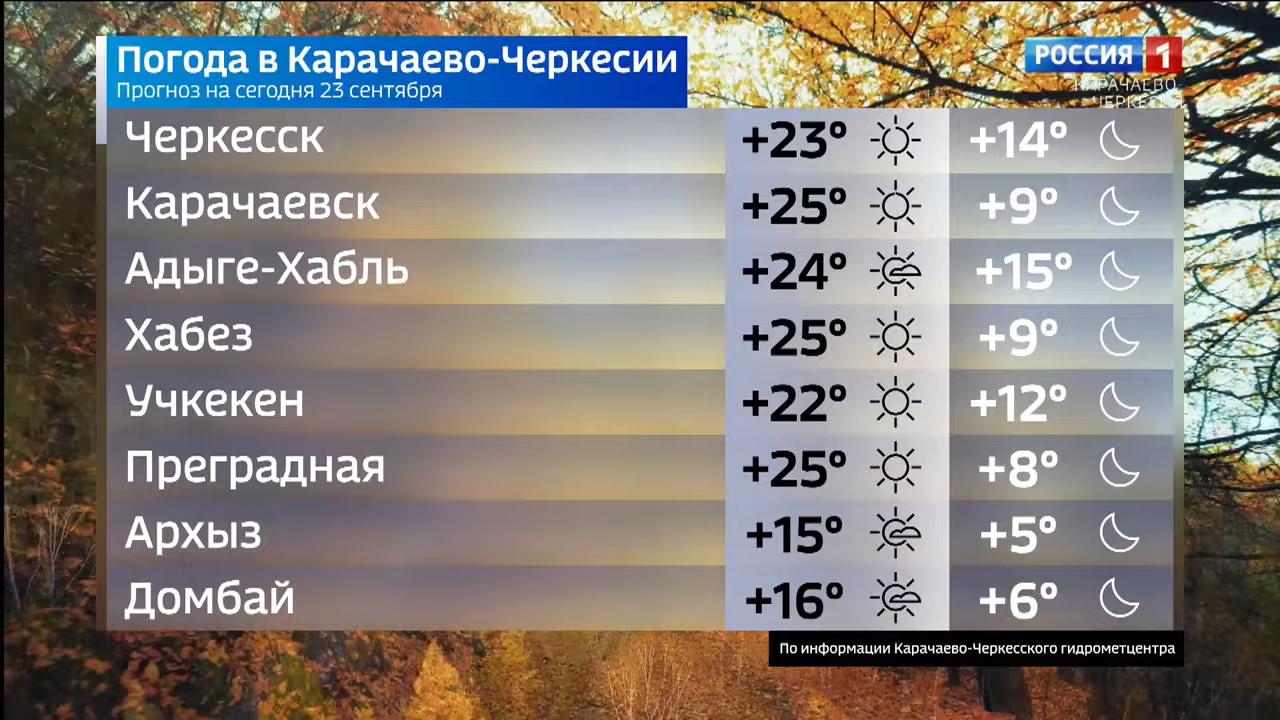 Погода в Карачаево-Черкесии
Прогноз на сегодня 23 сентября
РОССИЯ 1
КАРАЧАЕВО
ЧЕРКЕСИЯ
Черкесск +23° +14°
Карачаевск +25° +9°
Адыге-Хабль +24° +15°
Хабез +25° +9°
Учкекен +22° +12°
Преградная +25° +8°
Архыз +15° +5°
Домбай +16° +6°
По информации Карачаево-Черкесского гидрометцентра